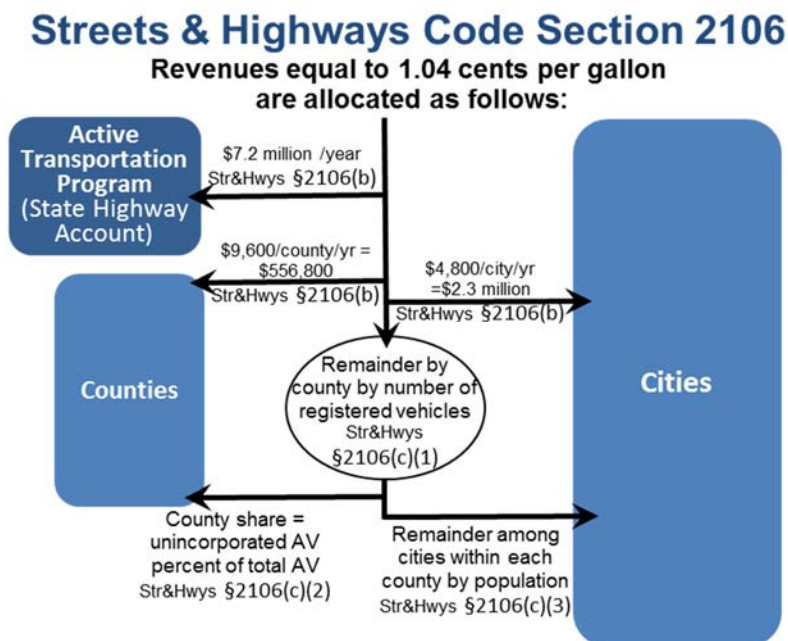 Streets & Highways Code Section 2106
Revenues equal to 1.04 cents per gallon
are allocated as follows:
Active
Transportation
Program
(State Highway
Account)
$7.2 million /year
Str&Hwys §2106(b)
$9,600/county/yr =
$556,800
Str&Hwys §2106(b)
$4,800/city/yr
=$2.3 million
Str&Hwys §2106(b)
Counties
Remainder by
county by number of
registered vehicles
Str&Hwys
§2106(c)(1)
Cities
County share =
unincorporated AV
percent of total AV
Str&Hwys §2106(c)(2)
Remainder among
cities within each
county by population
Str&Hwys §2106(c)(3)